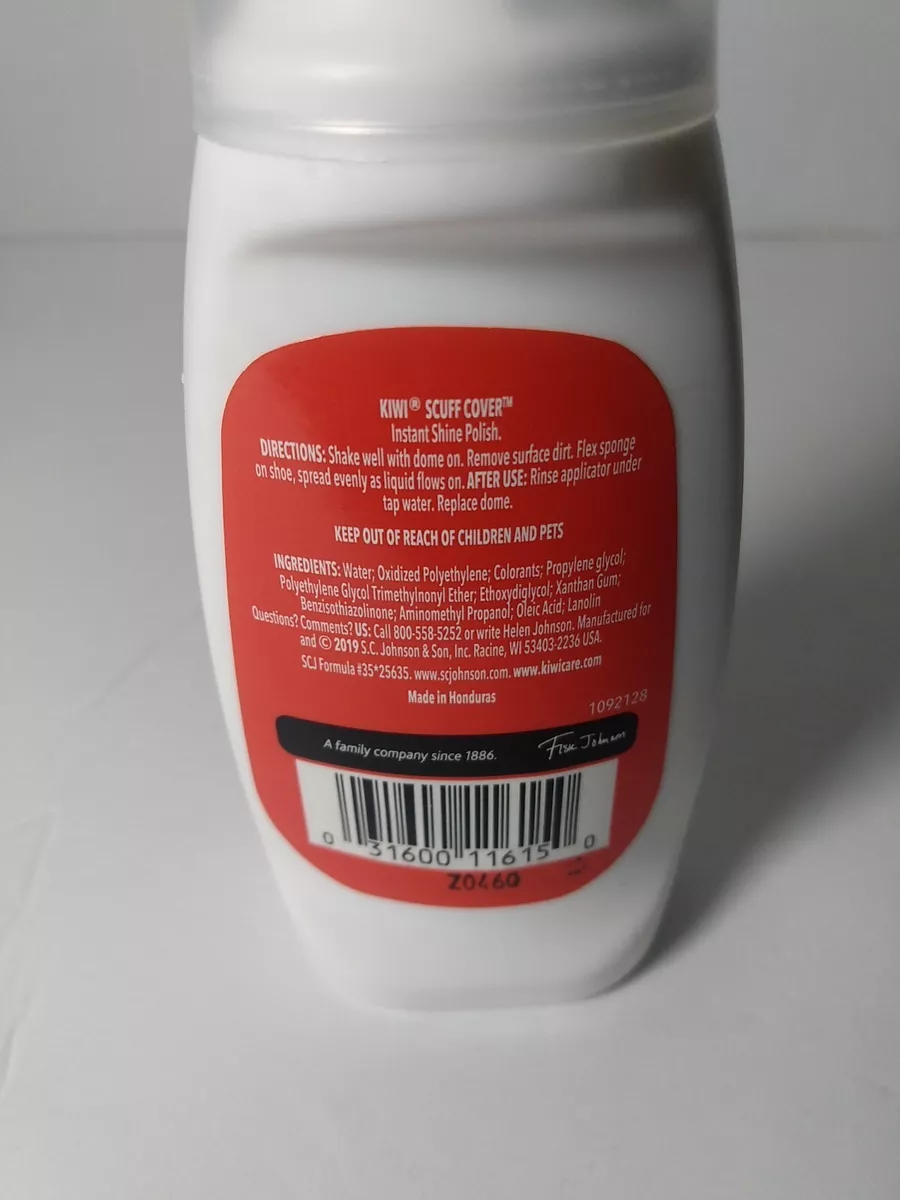 KIWI® SCUFF COVER™
Instant Shine Polish.
DIRECTIONS: Shake well with dome on. Remove surface dirt. Flex sponge
on shoe, spread evenly as liquid flows on. AFTER USE: Rinse applicator under
tap water. Replace dome.
KEEP OUT OF REACH OF CHILDREN AND PETS
INGREDIENTS: Water; Oxidized Polyethylene; Colorants; Propylene glycol;
Polyethylene Glycol Trimethylnonyl Ether; Ethoxydiglycol; Xanthan Gum;
Benzisothiazolinone; Aminomethyl Propanol; Oleic Acid; Lanolin
Questions? Comments? US: Call 800-558-5252 or write Helen Johnson. Manufactured for
and © 2019 S.C. Johnson & Son, Inc. Racine, WI 53403-2236 USA.
SCJ Formula #35*25635. www.scjohnson.com. www.kiwicare.com
Made in Honduras
1092128
A family company since 1886. Fisk Johnson
0 31600 11615 0
Z046Q